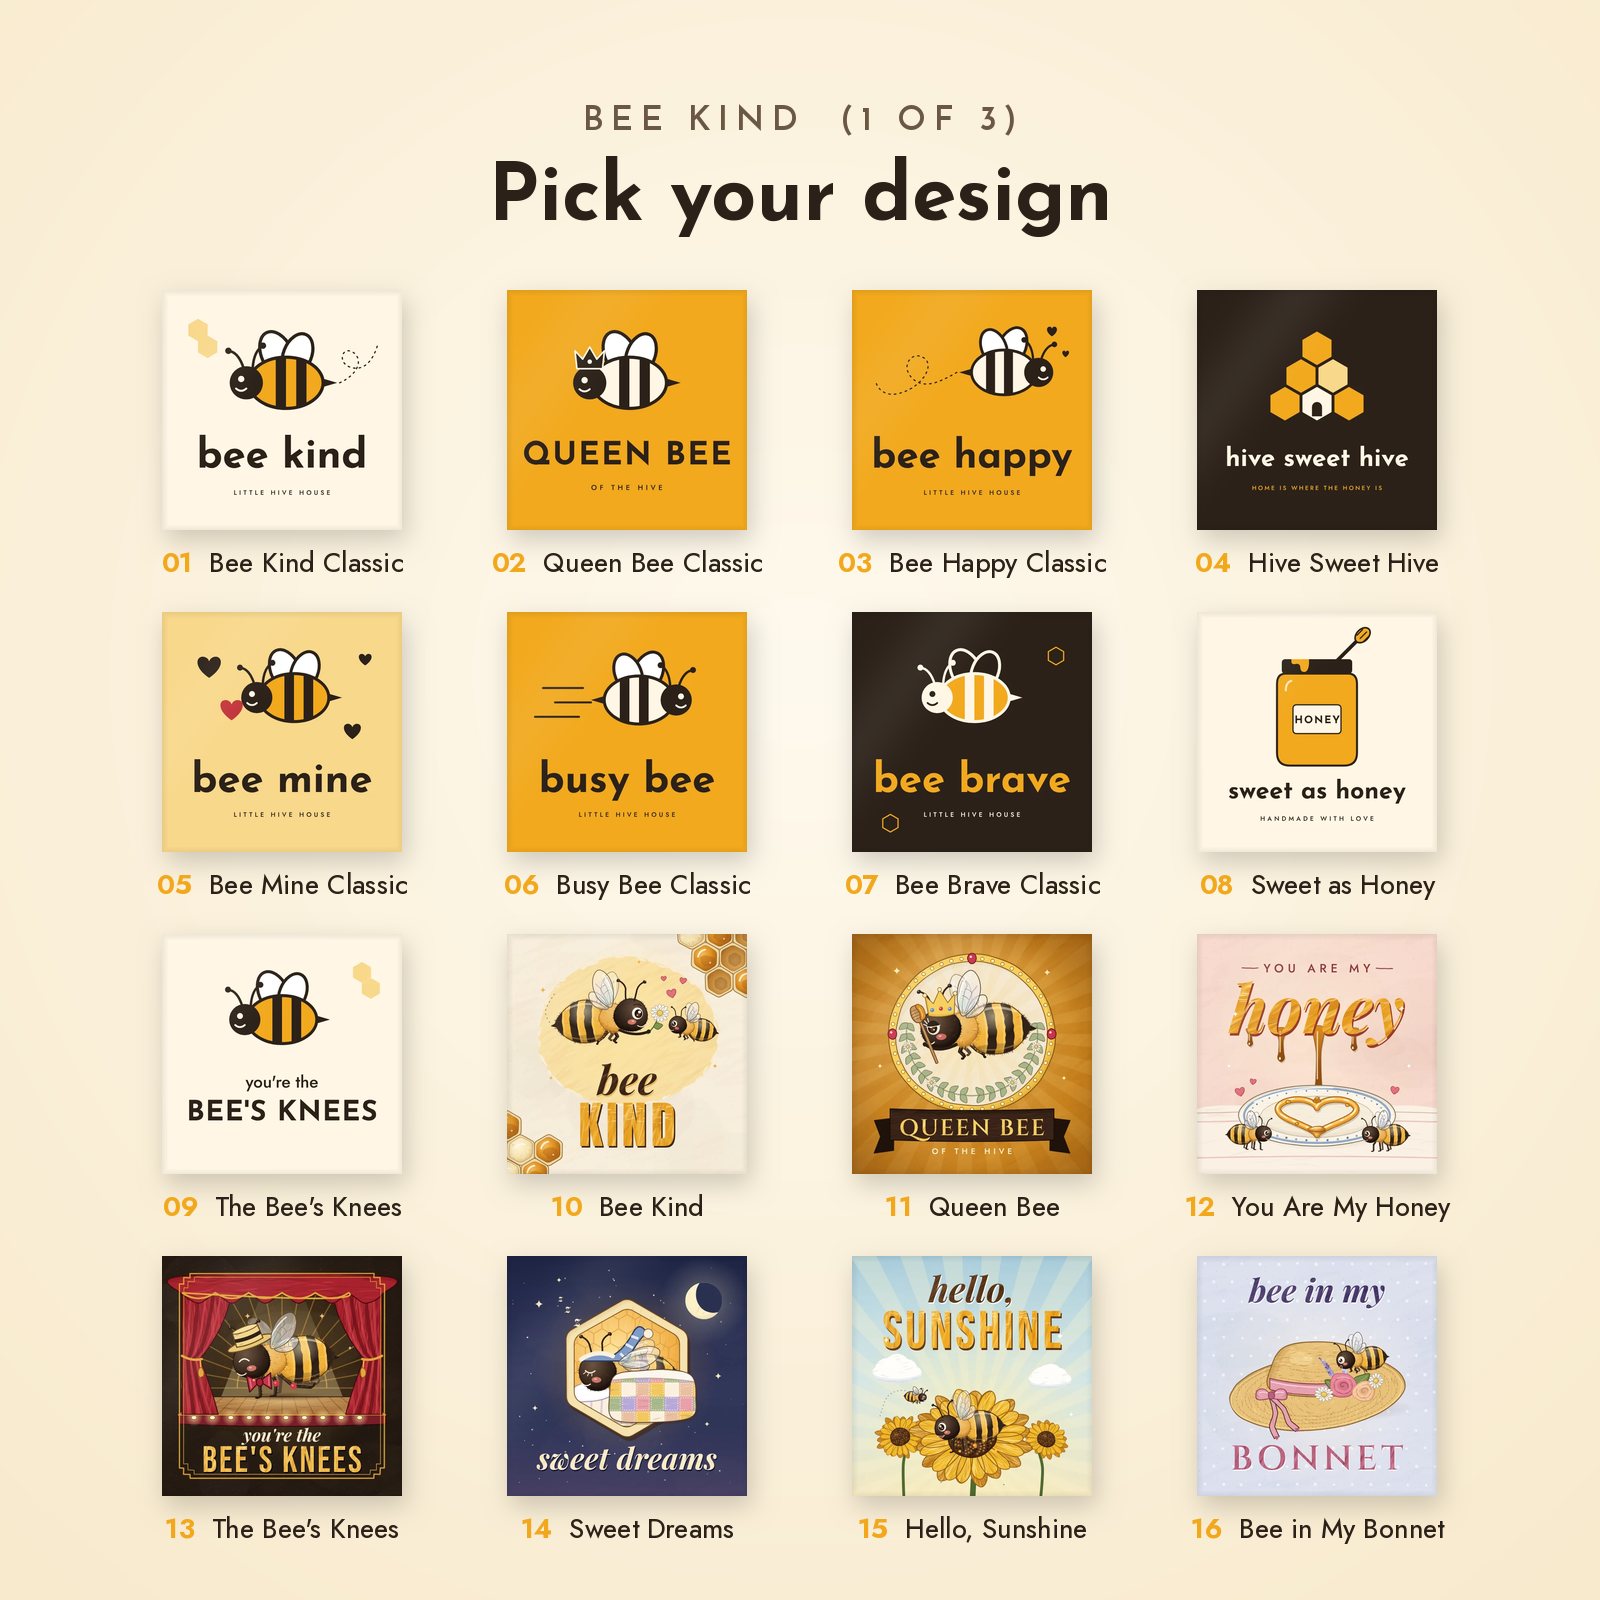 BEE KIND (1 OF 3)
Pick your design
bee kind
LITTLE HIVE HOUSE
01 Bee Kind Classic
QUEEN BEE
OF THE HIVE
02 Queen Bee Classic
bee happy
LITTLE HIVE HOUSE
03 Bee Happy Classic
hive sweet hive
HOME IS WHERE THE HONEY IS
04 Hive Sweet Hive
bee mine
LITTLE HIVE HOUSE
05 Bee Mine Classic
busy bee
LITTLE HIVE HOUSE
06 Busy Bee Classic
bee brave
LITTLE HIVE HOUSE
07 Bee Brave Classic
HONEY
sweet as honey
HANDMADE WITH LOVE
08 Sweet as Honey
you're the
BEE'S KNEES
09 The Bee's Knees
bee
KIND
10 Bee Kind
QUEEN BEE
OF THE HIVE
11 Queen Bee
YOU ARE MY
honey
12 You Are My Honey
you're the
BEE'S KNEES
13 The Bee's Knees
sweet dreams
14 Sweet Dreams
hello,
SUNSHINE
15 Hello, Sunshine
bee in my
BONNET
16 Bee in My Bonnet